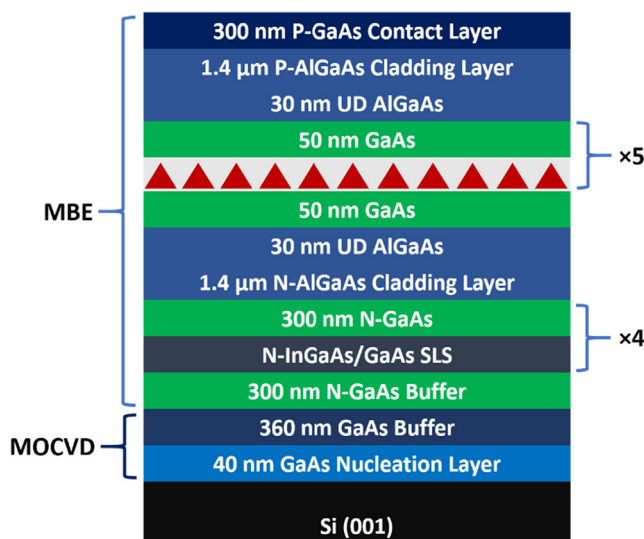 300 nm P-GaAs Contact Layer
1.4 μm P-AlGaAs Cladding Layer
30 nm UD AlGaAs
50 nm GaAs
×5
MBE
50 nm GaAs
30 nm UD AlGaAs
1.4 μm N-AlGaAs Cladding Layer
300 nm N-GaAs
×4
N-InGaAs/GaAs SLS
300 nm N-GaAs Buffer
360 nm GaAs Buffer
MOCVD
40 nm GaAs Nucleation Layer
Si (001)